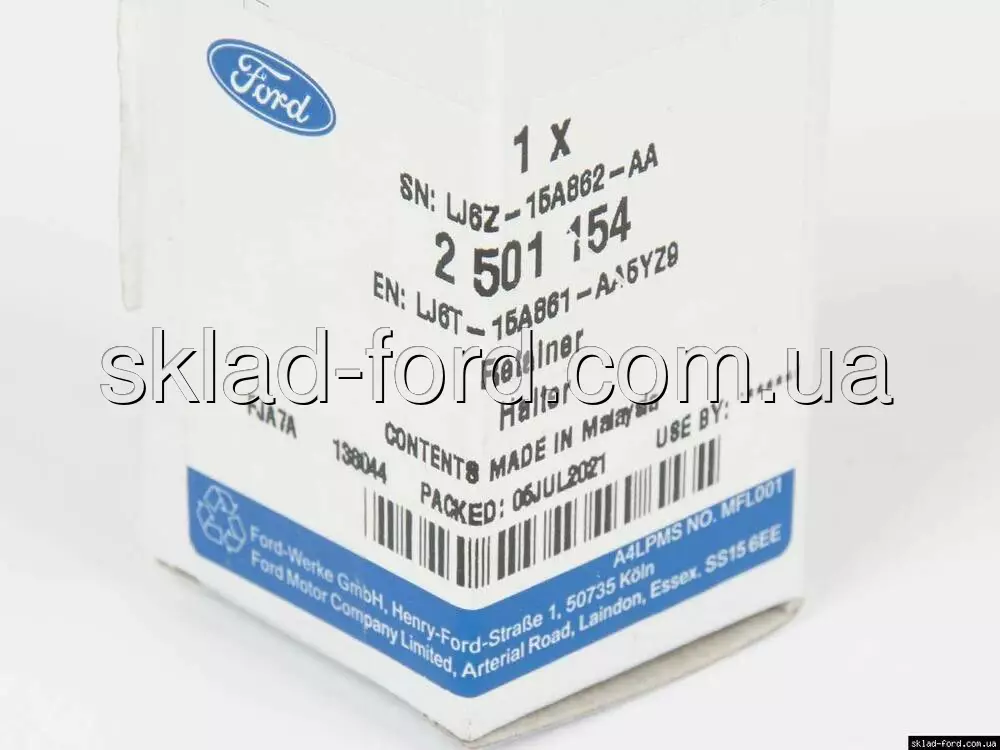 Ford
1 X
SN: LJ6Z-15A862-AA
2 501 154
EN: LJ6T-15A861-AA5YZ9
sklad-ford.com.ua
Retainer
Halter
FJA7A
CONTENTS MADE IN Malaysia
138044
PACKED: 05JUL2021
USE BY: ******
A4LPMS NO. MFL001
Ford-Werke GmbH, Henry-Ford-Straße 1, 50735 Köln
Ford Motor Company Limited, Arterial Road, Laindon, Essex. SS15 6EE
sklad-ford.com.ua